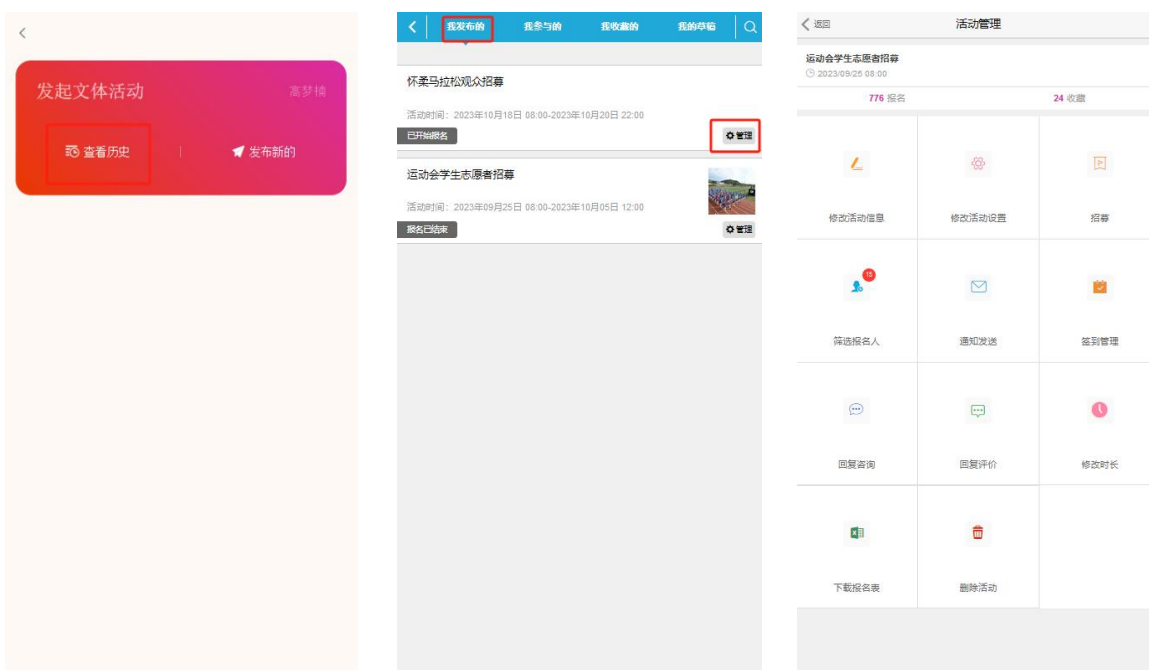 发起文体活动
高梦楠
查看历史
发布新的
我发布的 我参与的 我收藏的 我的草稿
怀柔马拉松观众招募
活动时间：2023年10月18日 08:00-2023年10月20日 22:00
已开始报名
管理
运动会学生志愿者招募
活动时间：2023年09月25日 08:00-2023年10月05日 12:00
报名已结束
管理
返回
活动管理
运动会学生志愿者招募
2023/09/25 08:00
776 报名
24 收藏
修改活动信息 修改活动设置 招募
15
筛选报名人 通知发送 签到管理
回复咨询 回复评价 修改时长
下载报名表 删除活动